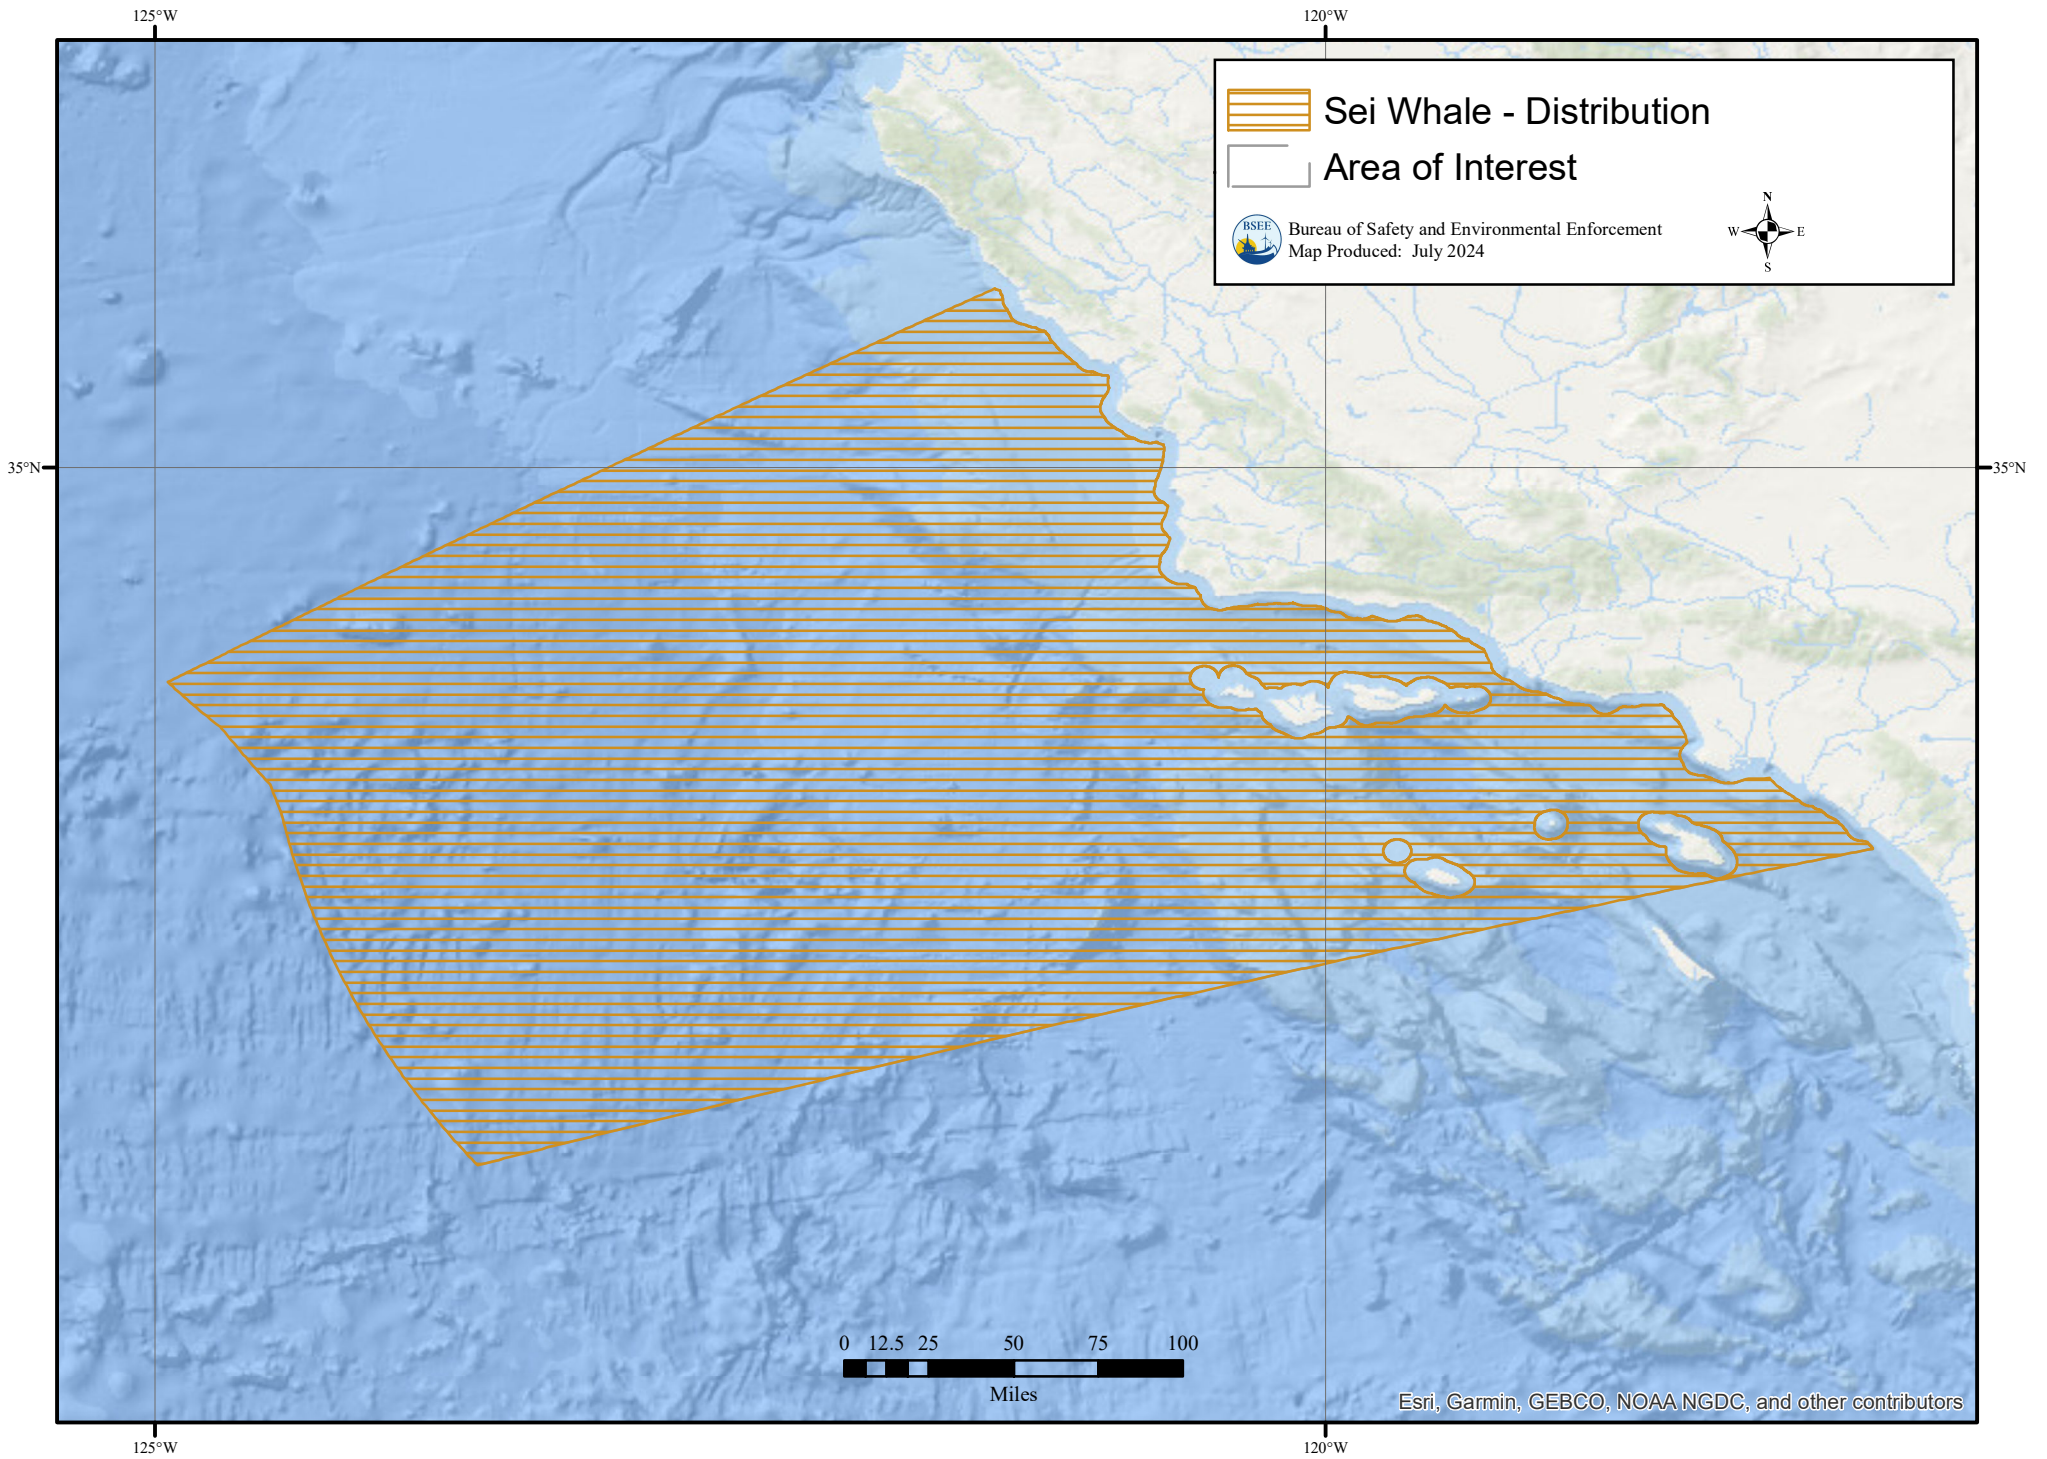 125°W 120°W
Sei Whale - Distribution
Area of Interest
BSEE
Bureau of Safety and Environmental Enforcement
Map Produced: July 2024
N
W E
S
35°N 35°N
0 12.5 25 50 75 100
Miles
Esri, Garmin, GEBCO, NOAA NGDC, and other contributors
125°W 120°W